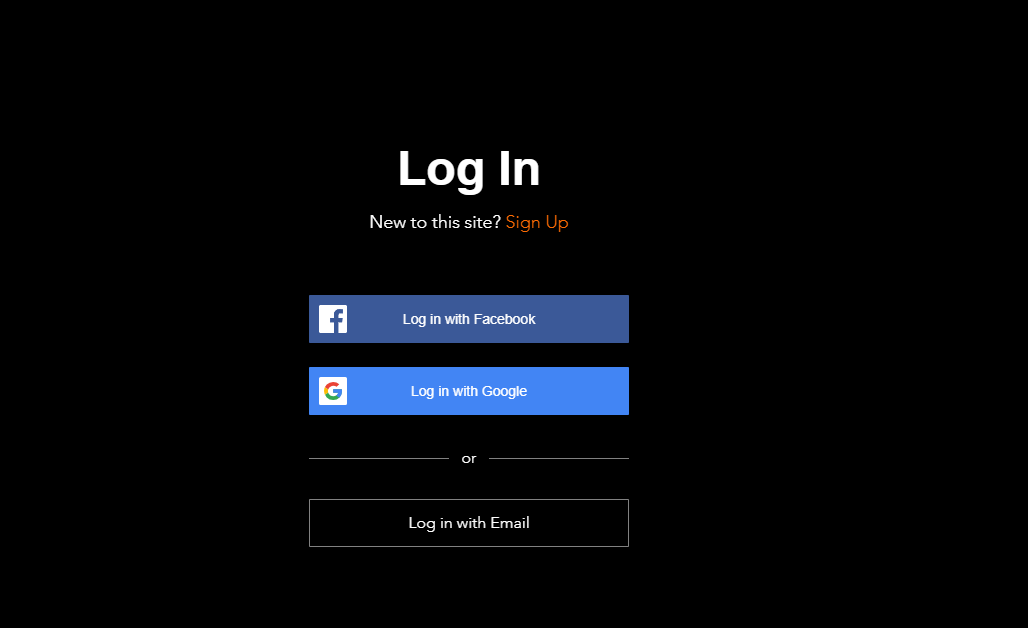 Log In
New to this site? Sign Up
Log in with Facebook
Log in with Google
or
Log in with Email